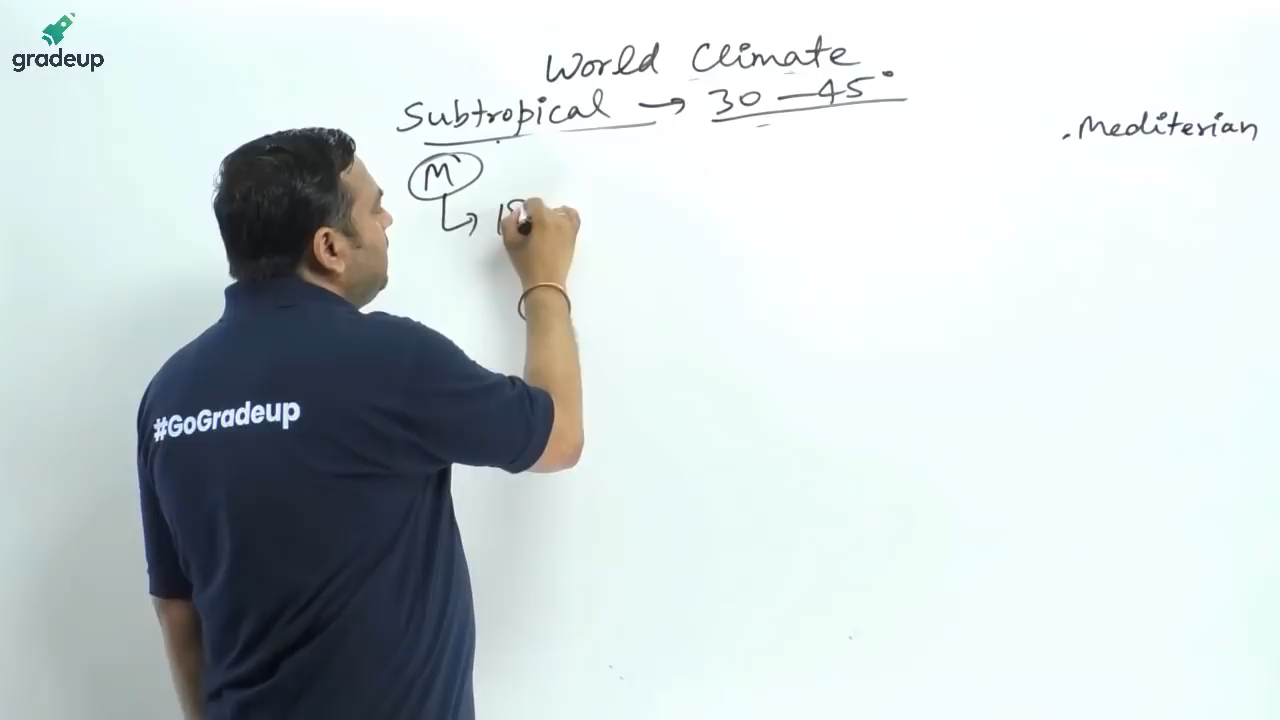 gradeup
World Climate
Subtropical → 30 — 45°
. Mediterian
M
#GoGradeup